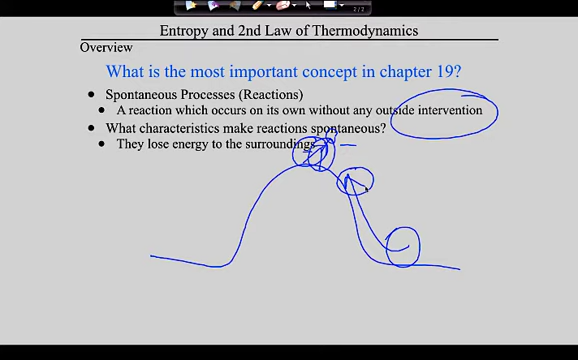 2/2
Entropy and 2nd Law of Thermodynamics
Overview
What is the most important concept in chapter 19?
• Spontaneous Processes (Reactions)
• A reaction which occurs on its own without any outside intervention
• What characteristics make reactions spontaneous?
• They lose energy to the surroundings